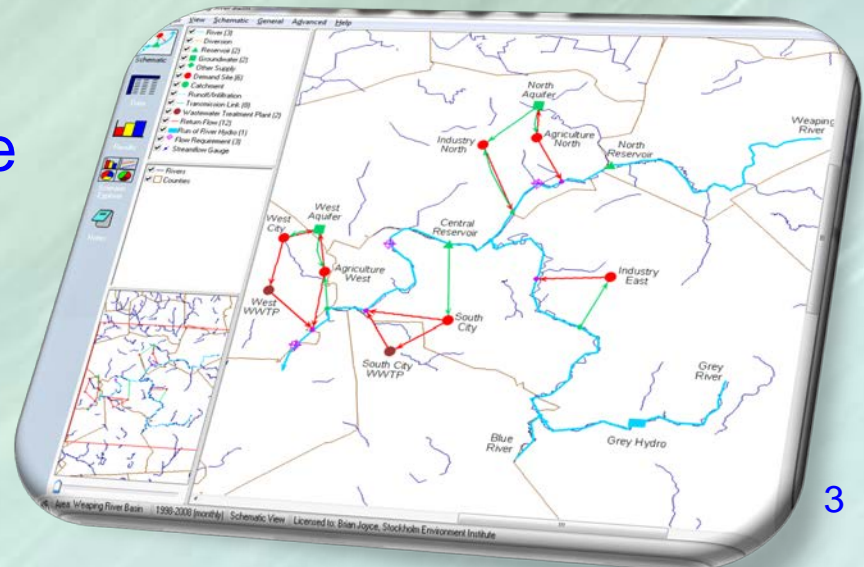 e
View Schematic General Advanced Help
River (3)
Diversion
Reservoir (2)
Groundwater (2)
Other Supply
Demand Site (6)
Catchment
Runoff/Infiltration
Transmission Link (8)
Wastewater Treatment Plant (2)
Return Flow (12)
Run of River Hydro (1)
Flow Requirement (3)
Streamflow Gauge
Schematic
Data
Results
Scenario
Explorer
Notes
Rivers
Counties
North
Aquifer
Weaping
River
Industry
North
Agriculture
North
North
Reservoir
West
City
West
Aquifer
Central
Reservoir
Agriculture
West
Industry
East
West
WWTP
South
City
South City
WWTP
Grey
River
Blue
River
Grey Hydro
Area: Weaping River Basin 1998-2008 (monthly) Schematic View Licensed to: Brian Joyce, Stockholm Environment Institute
3